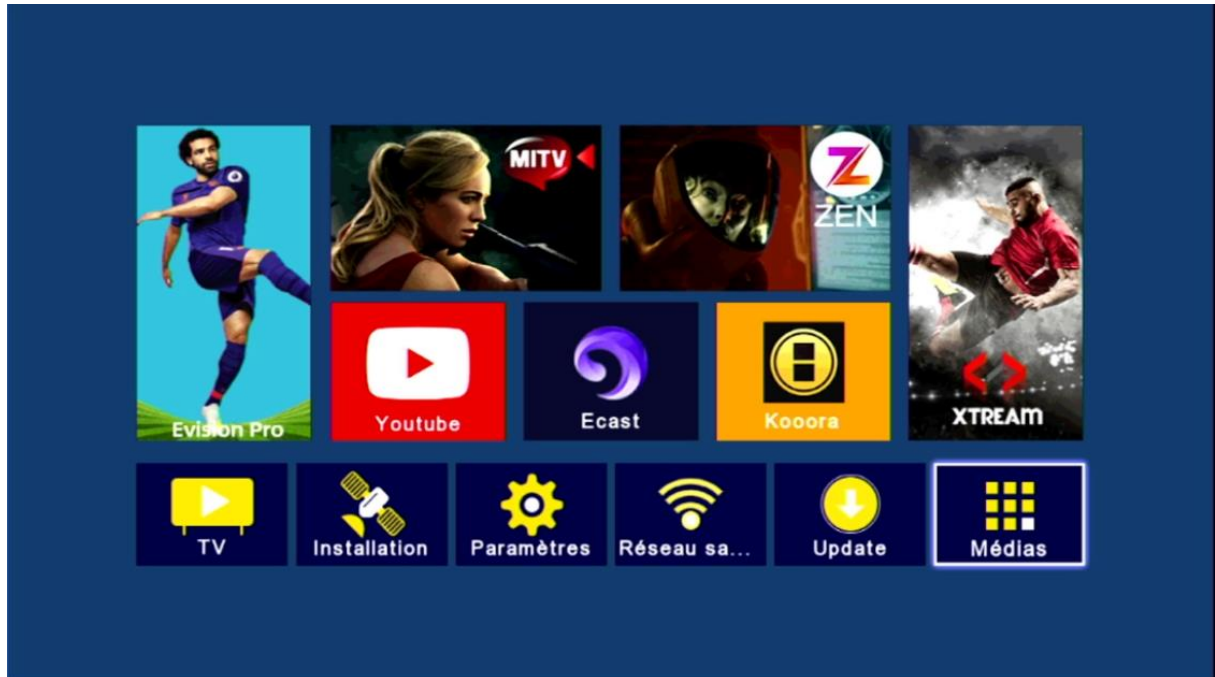 MITV
Z
ZEN
Evision Pro
Youtube
Ecast
Kooora
XTREAM
TV
Installation
Paramètres
Réseau sa...
Update
Médias